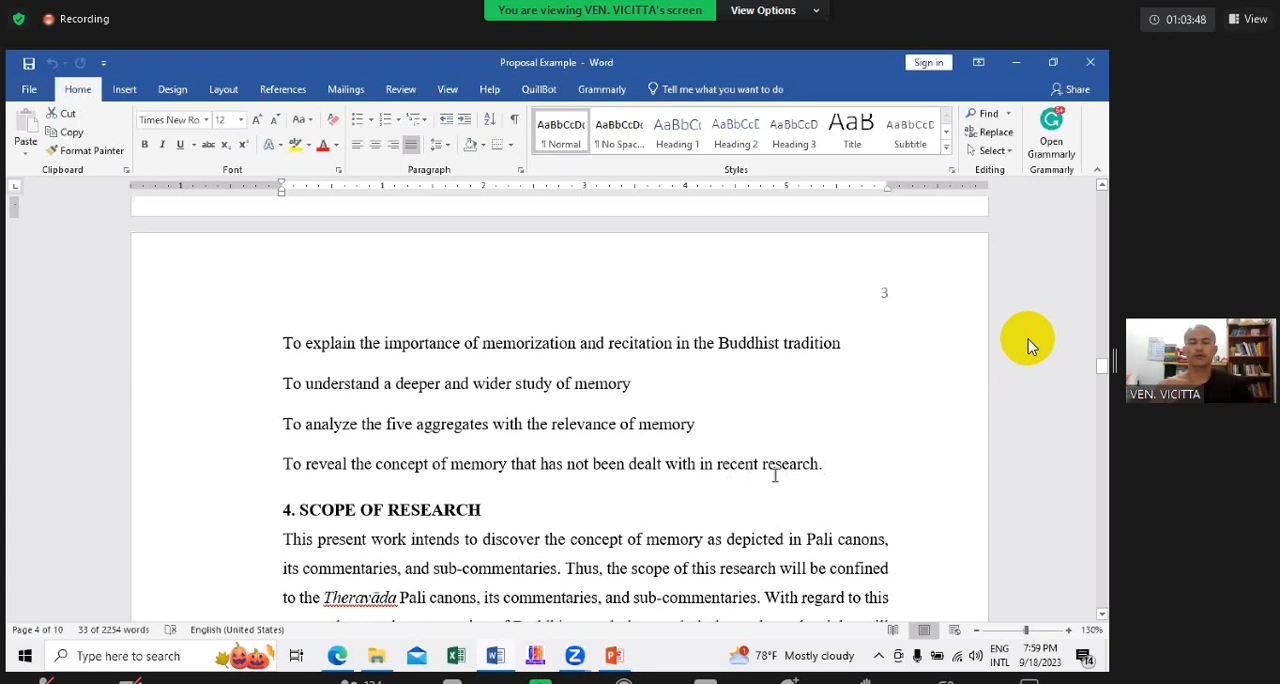 Recording
You are viewing VEN. VICITTA's screen
View Options
01:03:48
View
Proposal Example - Word
Sign in
File
Home
Insert
Design
Layout
References
Mailings
Review
View
Help
QuillBot
Grammarly
Tell me what you want to do
Share
Paste
Cut
Copy
Format Painter
Clipboard
Times New Ro
12
Font
Paragraph
AaBbCcDc
¶ Normal
AaBbCcDc
¶ No Spac...
AaBbC
Heading 1
AaBbCcC
Heading 2
AaBbCcD
Heading 3
AaB
Title
AaBbCcD
Subtitle
Styles
Find
Replace
Select
Editing
Open
Grammarly
Grammarly
3
To explain the importance of memorization and recitation in the Buddhist tradition
To understand a deeper and wider study of memory
To analyze the five aggregates with the relevance of memory
To reveal the concept of memory that has not been dealt with in recent research.
4. SCOPE OF RESEARCH
This present work intends to discover the concept of memory as depicted in Pali canons,
its commentaries, and sub-commentaries. Thus, the scope of this research will be confined
to the Theravāda Pali canons, its commentaries, and sub-commentaries. With regard to this
VEN. VICITTA
Page 4 of 10
33 of 2254 words
English (United States)
130%
Type here to search
78°F Mostly cloudy
ENG
INTL
7:59 PM
9/18/2023
14